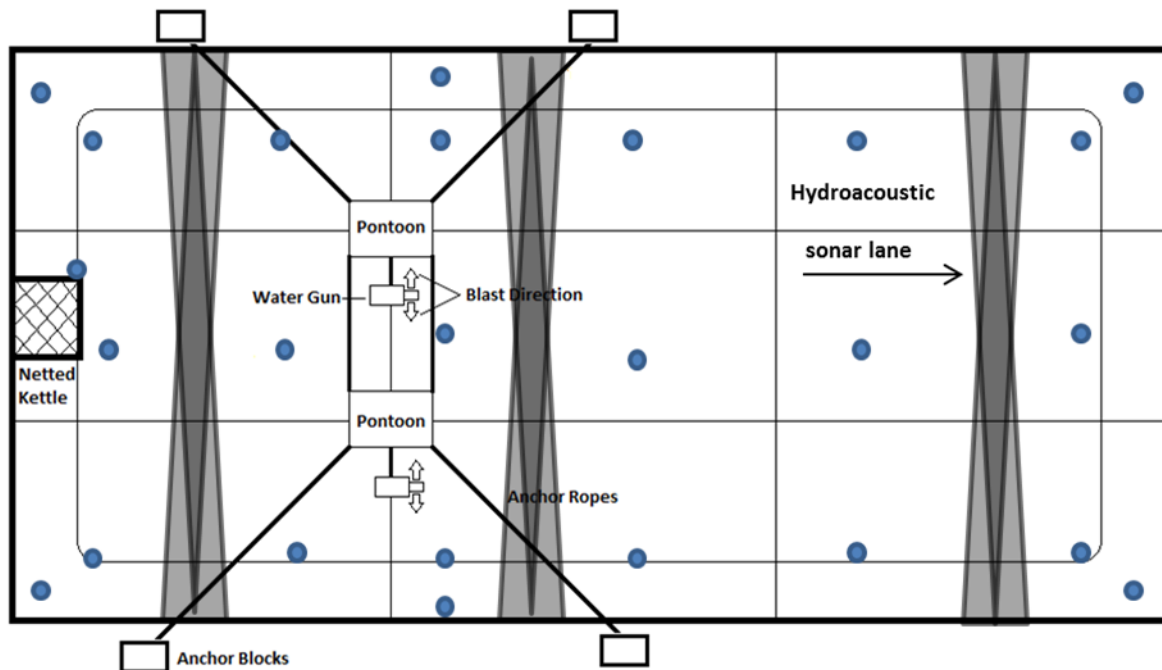 Hydroacoustic
sonar lane
Pontoon
Water Gun
Blast Direction
Netted
Kettle
Pontoon
Anchor Ropes
Anchor Blocks